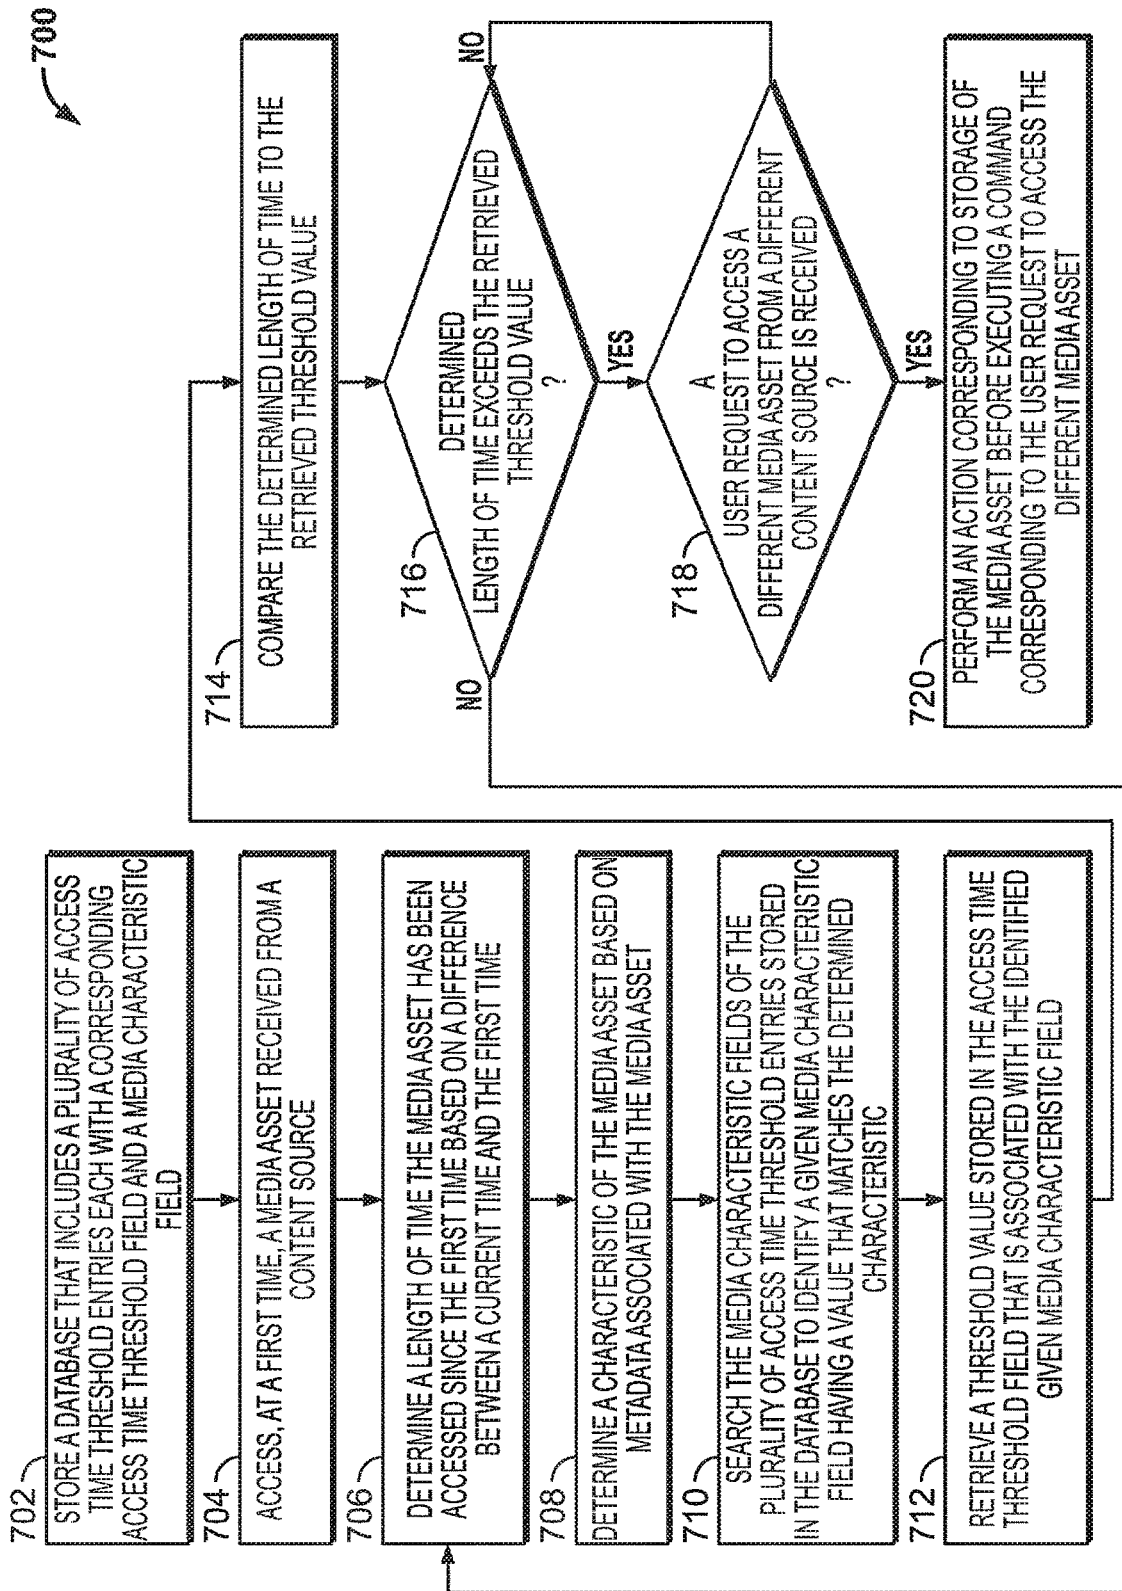 700
702
STORE A DATABASE THAT INCLUDES A PLURALITY OF ACCESS
TIME THRESHOLD ENTRIES EACH WITH A CORRESPONDING
ACCESS TIME THRESHOLD FIELD AND A MEDIA CHARACTERISTIC
FIELD
704
ACCESS, AT A FIRST TIME, A MEDIA ASSET RECEIVED FROM A
CONTENT SOURCE
706
DETERMINE A LENGTH OF TIME THE MEDIA ASSET HAS BEEN
ACCESSED SINCE THE FIRST TIME BASED ON A DIFFERENCE
BETWEEN A CURRENT TIME AND THE FIRST TIME
708
DETERMINE A CHARACTERISTIC OF THE MEDIA ASSET BASED ON
METADATA ASSOCIATED WITH THE MEDIA ASSET
710
SEARCH THE MEDIA CHARACTERISTIC FIELDS OF THE
PLURALITY OF ACCESS TIME THRESHOLD ENTRIES STORED
IN THE DATABASE TO IDENTIFY A GIVEN MEDIA CHARACTERISTIC
FIELD HAVING A VALUE THAT MATCHES THE DETERMINED
CHARACTERISTIC
712
RETRIEVE A THRESHOLD VALUE STORED IN THE ACCESS TIME
THRESHOLD FIELD THAT IS ASSOCIATED WITH THE IDENTIFIED
GIVEN MEDIA CHARACTERISTIC FIELD
714
COMPARE THE DETERMINED LENGTH OF TIME TO THE
RETRIEVED THRESHOLD VALUE
716
DETERMINED
LENGTH OF TIME EXCEEDS THE RETRIEVED
THRESHOLD VALUE
?
NO
YES
NO
718
A
USER REQUEST TO ACCESS A
DIFFERENT MEDIA ASSET FROM A DIFFERENT
CONTENT SOURCE IS RECEIVED
?
YES
720
PERFORM AN ACTION CORRESPONDING TO STORAGE OF
THE MEDIA ASSET BEFORE EXECUTING A COMMAND
CORRESPONDING TO THE USER REQUEST TO ACCESS THE
DIFFERENT MEDIA ASSET